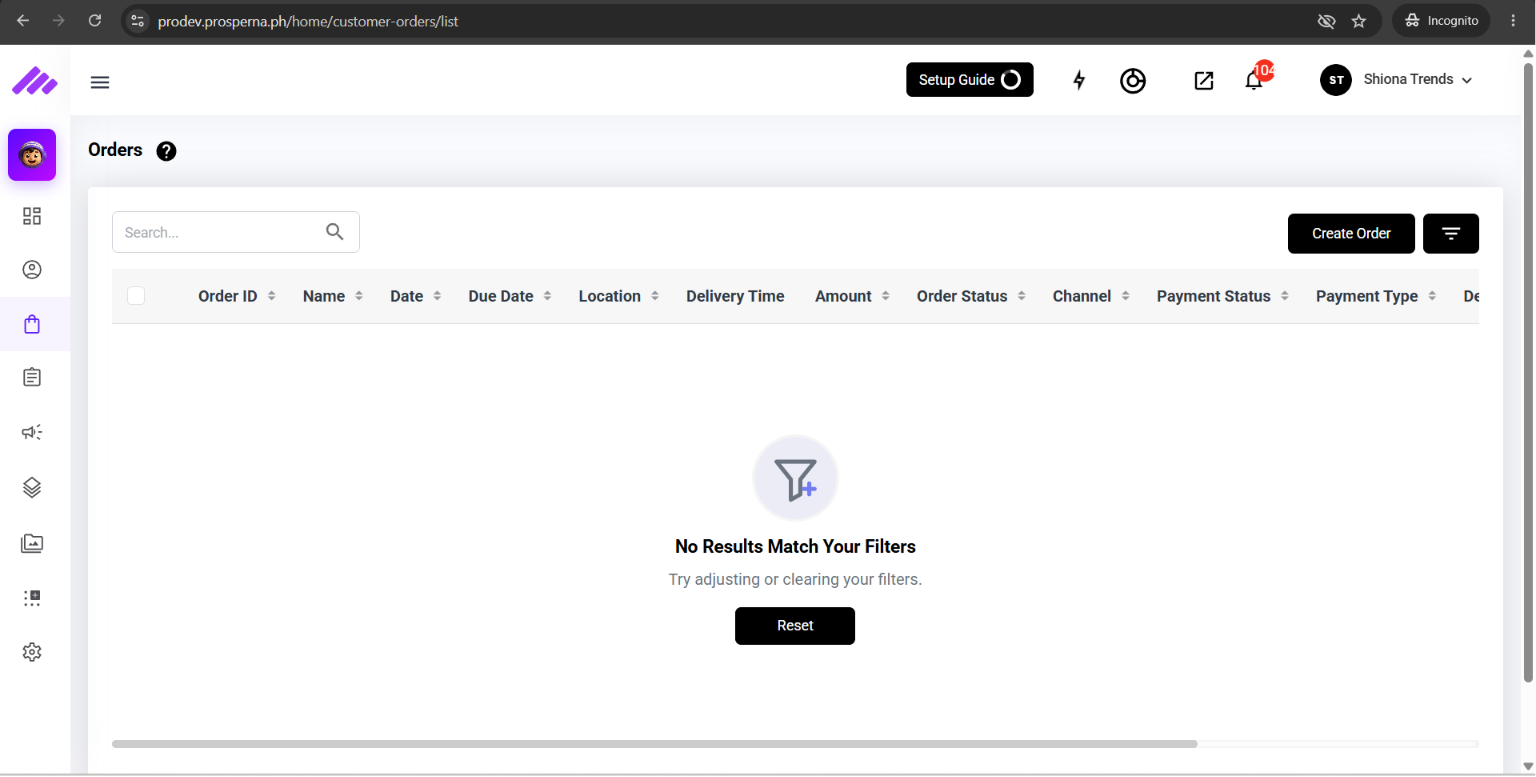 prodev.prosperna.ph/home/customer-orders/list
Incognito
Setup Guide
104
ST
Shiona Trends
Orders
?
Search...
Create Order
Order ID Name Date Due Date Location Delivery Time Amount Order Status Channel Payment Status Payment Type De
No Results Match Your Filters
Try adjusting or clearing your filters.
Reset